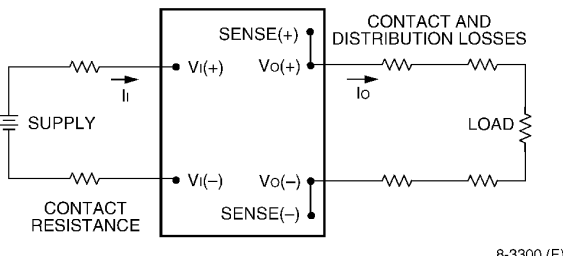 SENSE(+)
CONTACT AND
DISTRIBUTION LOSSES
VI(+)
VO(+)
II
IO
SUPPLY
LOAD
VI(–)
VO(–)
CONTACT
RESISTANCE
SENSE(–)
8-3300 (F)